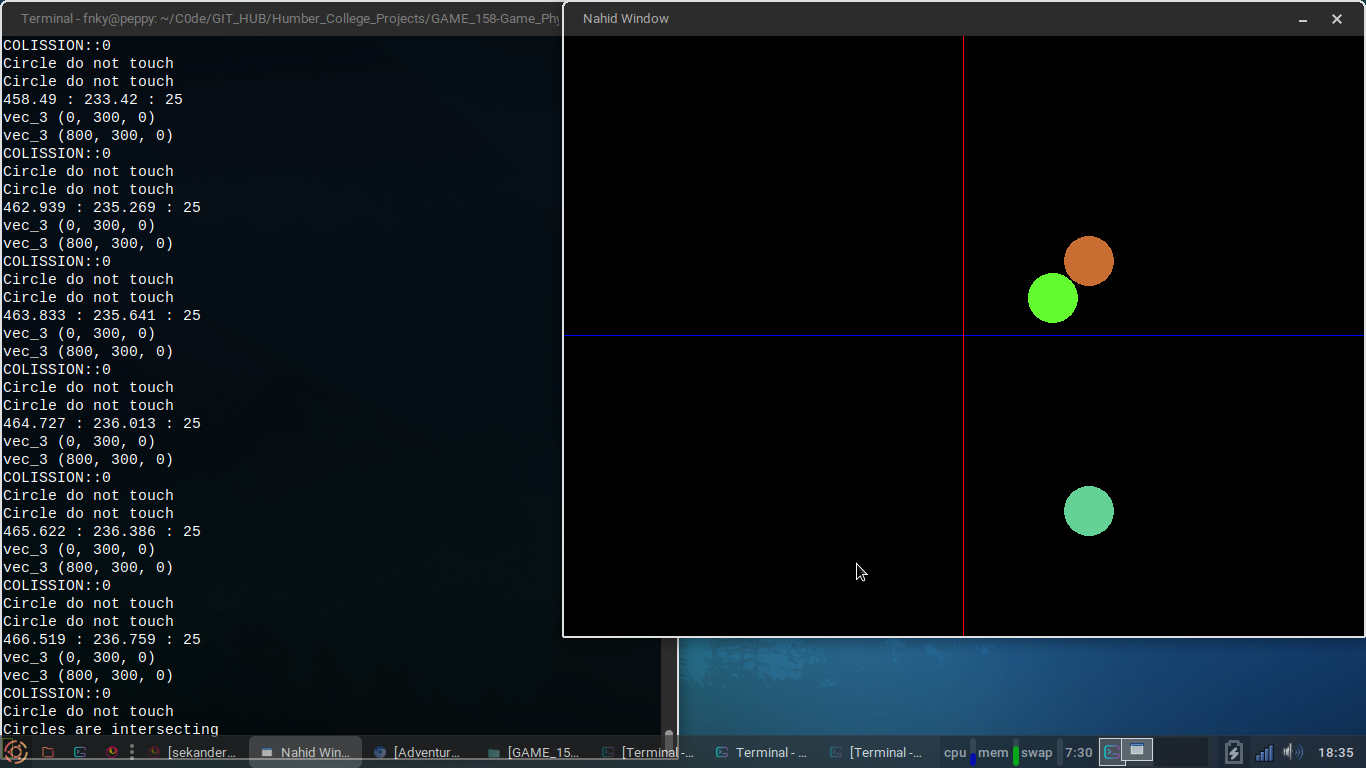 Terminal - fnky@peppy: ~/C0de/GIT_HUB/Humber_College_Projects/GAME_158-Game_Phy
Nahid Window
COLISSION::0
Circle do not touch
Circle do not touch
458.49 : 233.42 : 25
vec_3 (0, 300, 0)
vec_3 (800, 300, 0)
COLISSION::0
Circle do not touch
Circle do not touch
462.939 : 235.269 : 25
vec_3 (0, 300, 0)
vec_3 (800, 300, 0)
COLISSION::0
Circle do not touch
Circle do not touch
463.833 : 235.641 : 25
vec_3 (0, 300, 0)
vec_3 (800, 300, 0)
COLISSION::0
Circle do not touch
Circle do not touch
464.727 : 236.013 : 25
vec_3 (0, 300, 0)
vec_3 (800, 300, 0)
COLISSION::0
Circle do not touch
Circle do not touch
465.622 : 236.386 : 25
vec_3 (0, 300, 0)
vec_3 (800, 300, 0)
COLISSION::0
Circle do not touch
Circle do not touch
466.519 : 236.759 : 25
vec_3 (0, 300, 0)
vec_3 (800, 300, 0)
COLISSION::0
Circle do not touch
Circles are intersecting
[sekander... Nahid Win... [Adventur... [GAME_15... [Terminal -... Terminal - ... [Terminal -... cpu mem swap 7:30 18:35